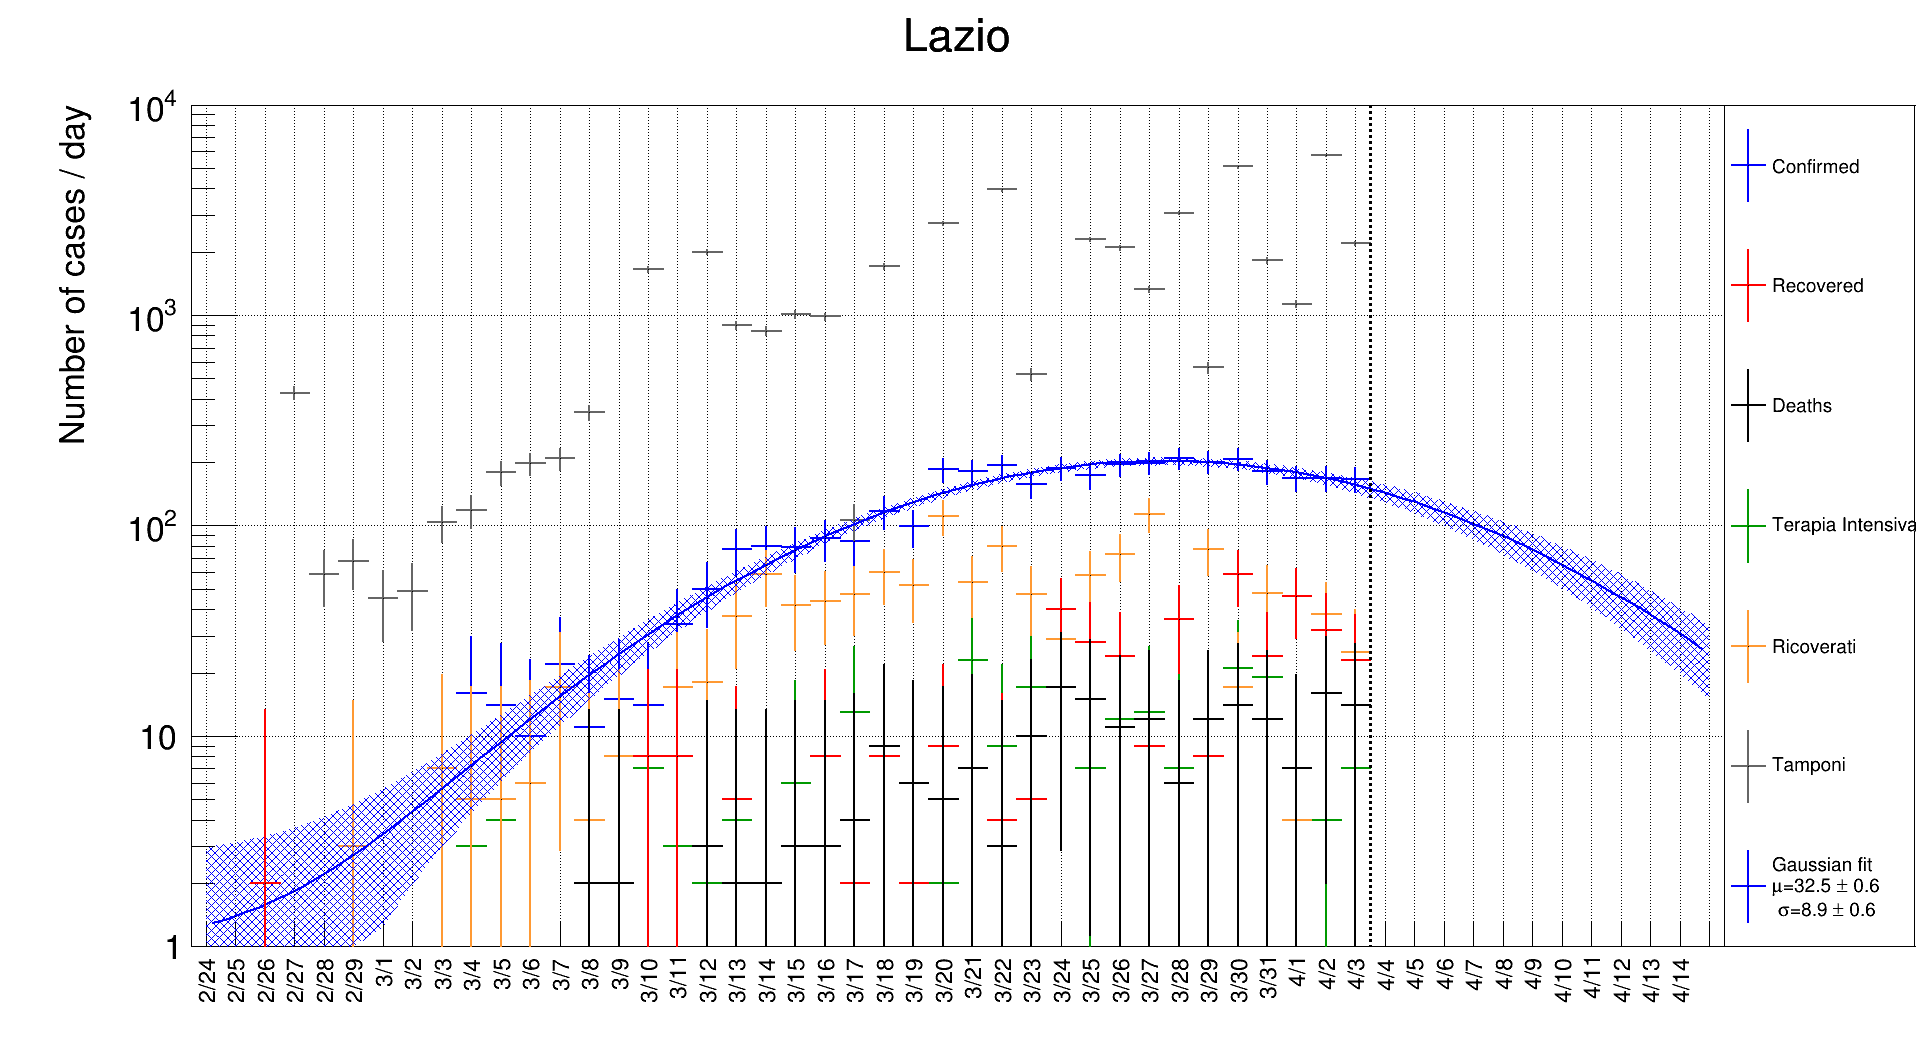 Lazio
Number of cases / day
10^4
10^3
10^2
10
1
2/24 2/25 2/26 2/27 2/28 2/29 3/1 3/2 3/3 3/4 3/5 3/6 3/7 3/8 3/9 3/10 3/11 3/12 3/13 3/14 3/15 3/16 3/17 3/18 3/19 3/20 3/21 3/22 3/23 3/24 3/25 3/26 3/27 3/28 3/29 3/30 3/31 4/1 4/2 4/3 4/4 4/5 4/6 4/7 4/8 4/9 4/10 4/11 4/12 4/13 4/14
Confirmed
Recovered
Deaths
Terapia Intensiva
Ricoverati
Tamponi
Gaussian fit
μ=32.5 ± 0.6
σ=8.9 ± 0.6